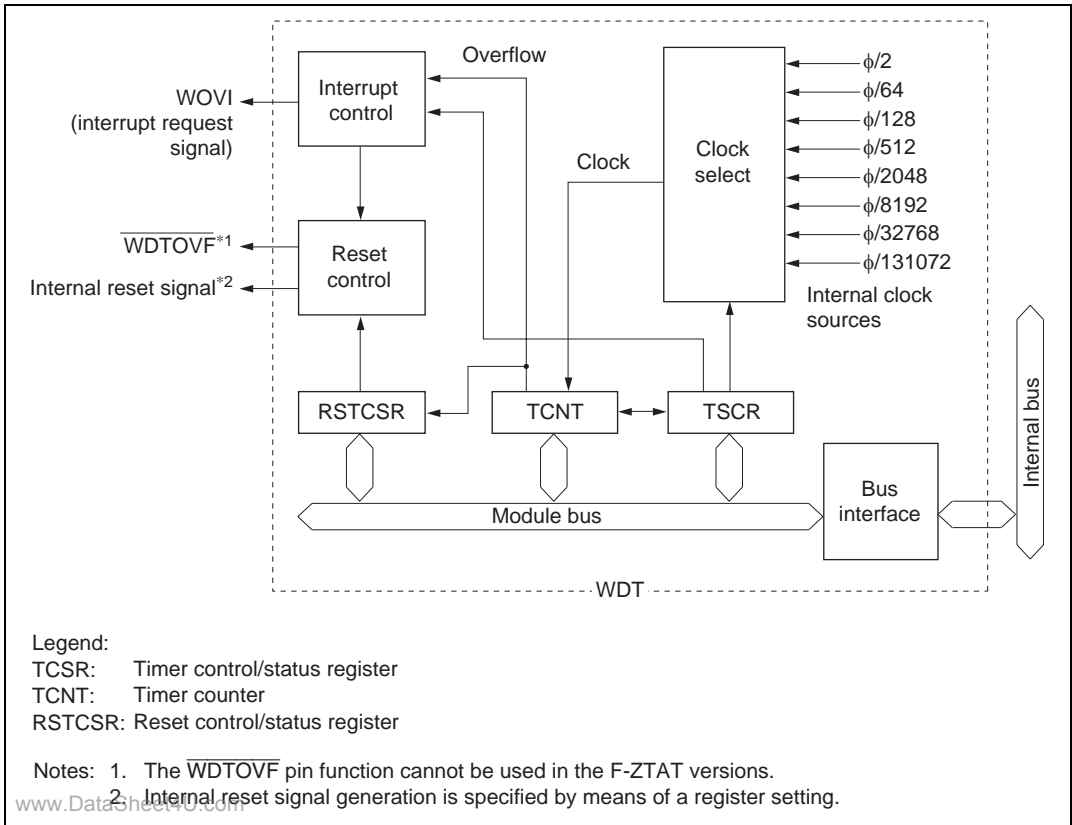 Overflow
Interrupt
control
WOVI
(interrupt request
signal)
Clock
Clock
select
ϕ/2
ϕ/64
ϕ/128
ϕ/512
ϕ/2048
ϕ/8192
ϕ/32768
ϕ/131072
Internal clock
sources
WDTOVF*1
Internal reset signal*2
Reset
control
RSTCSR
TCNT
TSCR
Module bus
Bus
interface
Internal bus
WDT
Legend:
TCSR: Timer control/status register
TCNT: Timer counter
RSTCSR: Reset control/status register
Notes: 1. The WDTOVF pin function cannot be used in the F-ZTAT versions.
2. Internal reset signal generation is specified by means of a register setting.
www.DataSheet4U.com